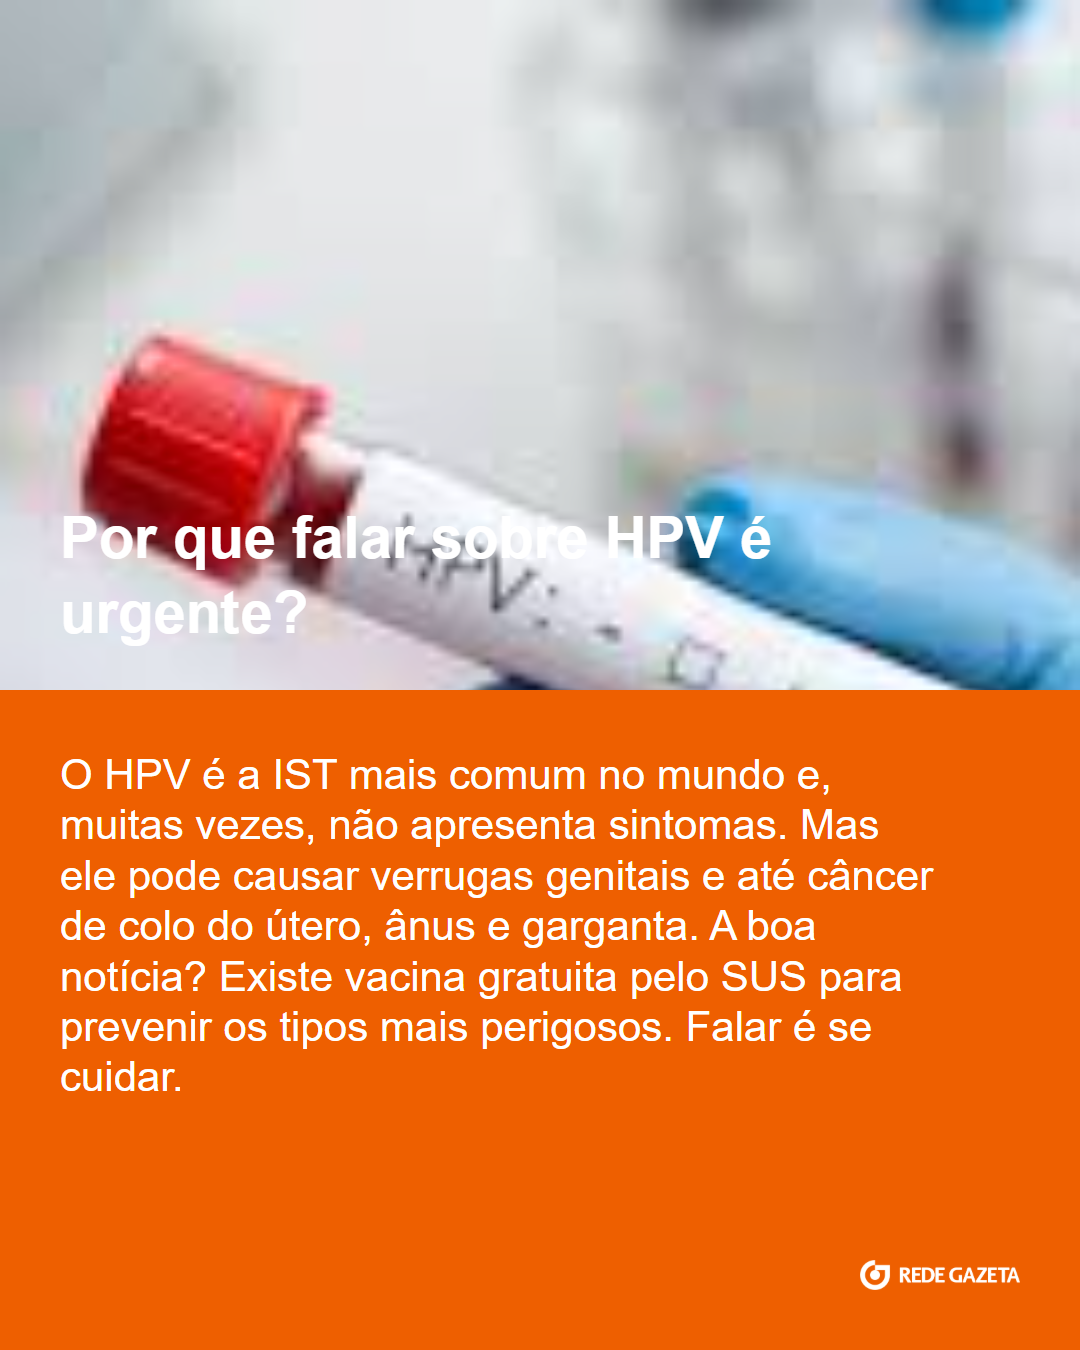 Por que falar sobre HPV é
urgente?
HPV:
O HPV é a IST mais comum no mundo e,
muitas vezes, não apresenta sintomas. Mas
ele pode causar verrugas genitais e até câncer
de colo do útero, ânus e garganta. A boa
notícia? Existe vacina gratuita pelo SUS para
prevenir os tipos mais perigosos. Falar é se
cuidar.
REDE GAZETA